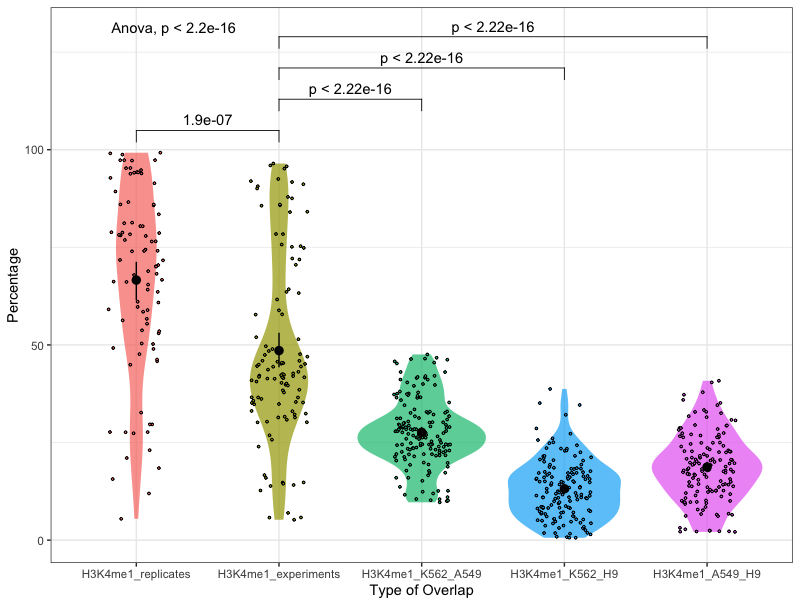 Anova, p < 2.2e-16
p < 2.22e-16
p < 2.22e-16
p < 2.22e-16
1.9e-07
Percentage
100
50
0
H3K4me1_replicates
H3K4me1_experiments
H3K4me1_K562_A549
H3K4me1_K562_H9
H3K4me1_A549_H9
Type of Overlap